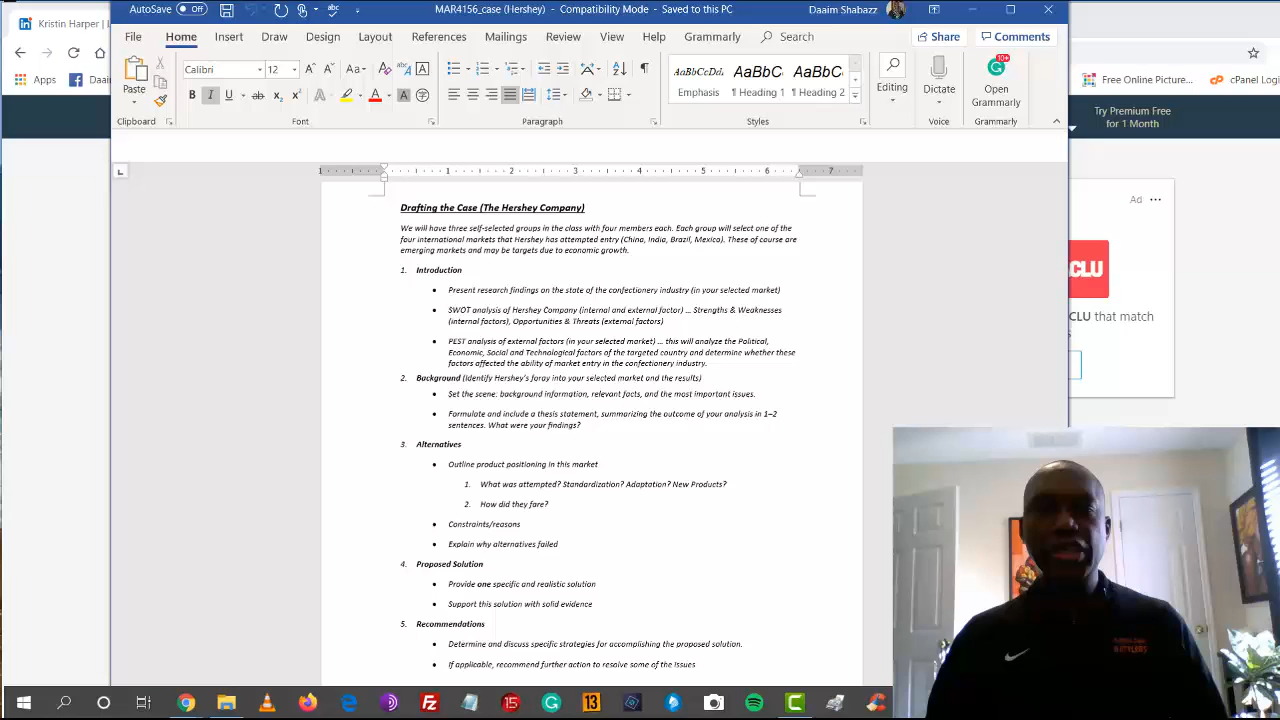 Kristin Harper | L
AutoSave Off
MAR4156_case (Hershey) - Compatibility Mode - Saved to this PC
Daaim Shabazz
File Home Insert Draw Design Layout References Mailings Review View Help Grammarly Search Share Comments
Calibri 12
Paste
Editing
Dictate
Open
Grammarly
AaBbCcDd, AaBbC AaBbC
Emphasis ¶ Heading 1 ¶ Heading 2
Clipboard Font Paragraph Styles Voice Grammarly
Apps Daain
Free Online Picture... cPanel Login
Try Premium Free
for 1 Month
1 1 2 3 4 5 6 7
Ad
CLU
CLU that match
Drafting the Case (The Hershey Company)
We will have three self-selected groups in the class with four members each. Each group will select one of the
four international markets that Hershey has attempted entry (China, India, Brazil, Mexico). These of course are
emerging markets and may be targets due to economic growth.
1. Introduction
• Present research findings on the state of the confectionery industry (in your selected market)
• SWOT analysis of Hershey Company (internal and external factor) ... Strengths & Weaknesses
(internal factors), Opportunities & Threats (external factors)
• PEST analysis of external factors (in your selected market) ... this will analyze the Political,
Economic, Social and Technological factors of the targeted country and determine whether these
factors affected the ability of market entry in the confectionery industry.
2. Background (Identify Hershey's foray into your selected market and the results)
• Set the scene: background information, relevant facts, and the most important issues.
• Formulate and include a thesis statement, summarizing the outcome of your analysis in 1–2
sentences. What were your findings?
3. Alternatives
• Outline product positioning in this market
1. What was attempted? Standardization? Adaptation? New Products?
2. How did they fare?
• Constraints/reasons
• Explain why alternatives failed
4. Proposed Solution
• Provide one specific and realistic solution
• Support this solution with solid evidence
5. Recommendations
• Determine and discuss specific strategies for accomplishing the proposed solution.
• If applicable, recommend further action to resolve some of the issues